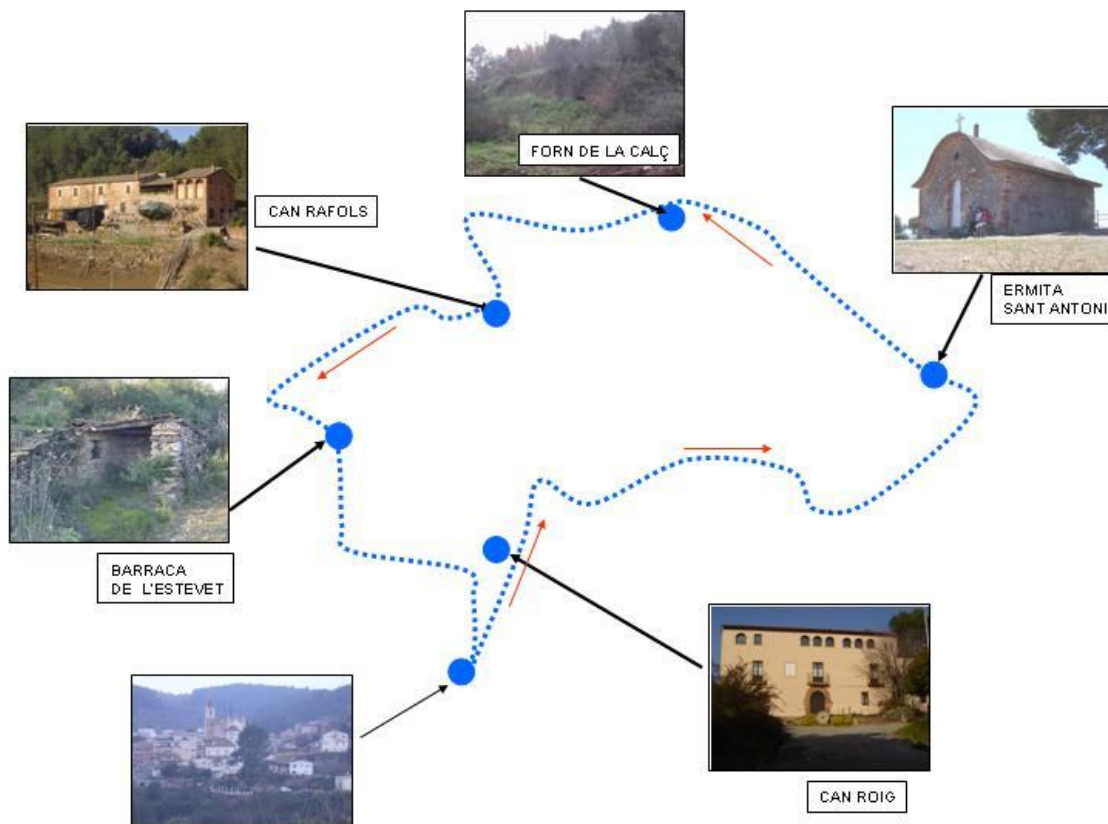 FORN DE LA CALÇ
CAN RAFOLS
ERMITA
SANT ANTONI
BARRACA
DE L'ESTEVET
CAN ROIG